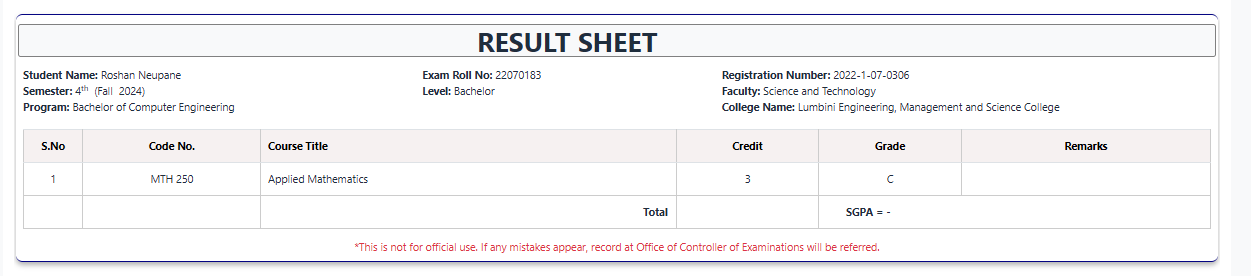 RESULT SHEET
Student Name: Roshan Neupane Exam Roll No: 22070183 Registration Number: 2022-1-07-0306
Semester: 4th (Fall 2024) Level: Bachelor Faculty: Science and Technology
Program: Bachelor of Computer Engineering College Name: Lumbini Engineering, Management and Science College
S.No Code No. Course Title Credit Grade Remarks
1 MTH 250 Applied Mathematics 3 C
Total SGPA = -
*This is not for official use. If any mistakes appear, record at Office of Controller of Examinations will be referred.